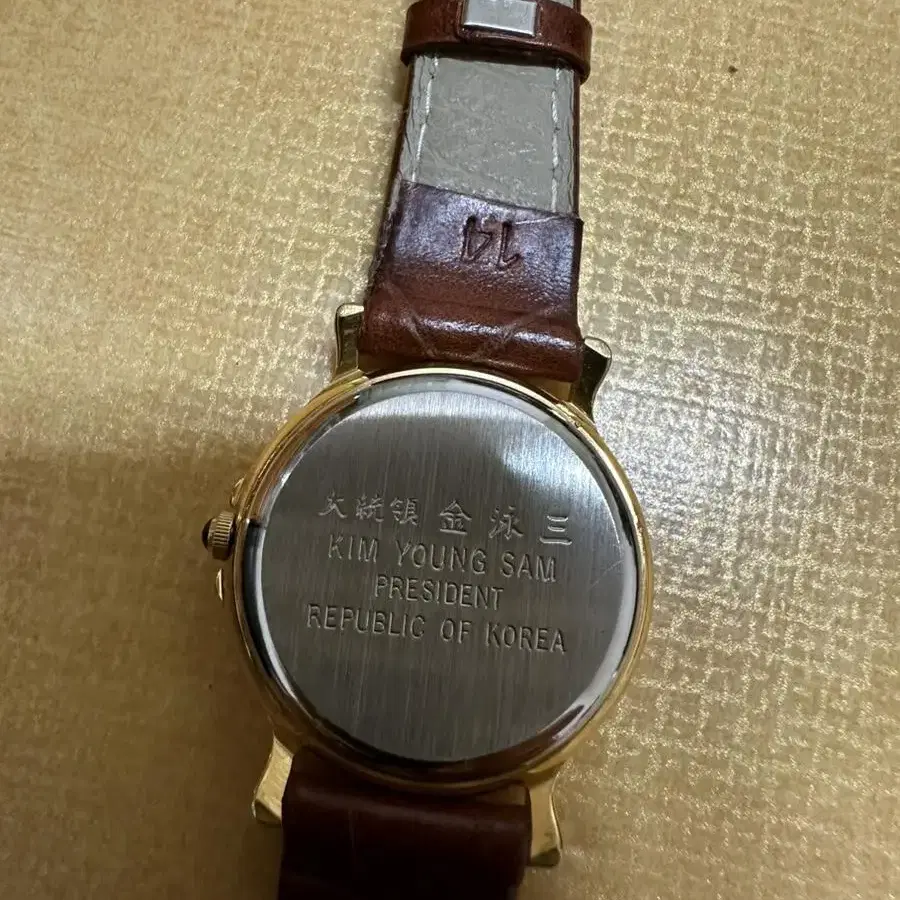 14
大統領 金泳三
KIM YOUNG SAM
PRESIDENT
REPUBLIC OF KOREA